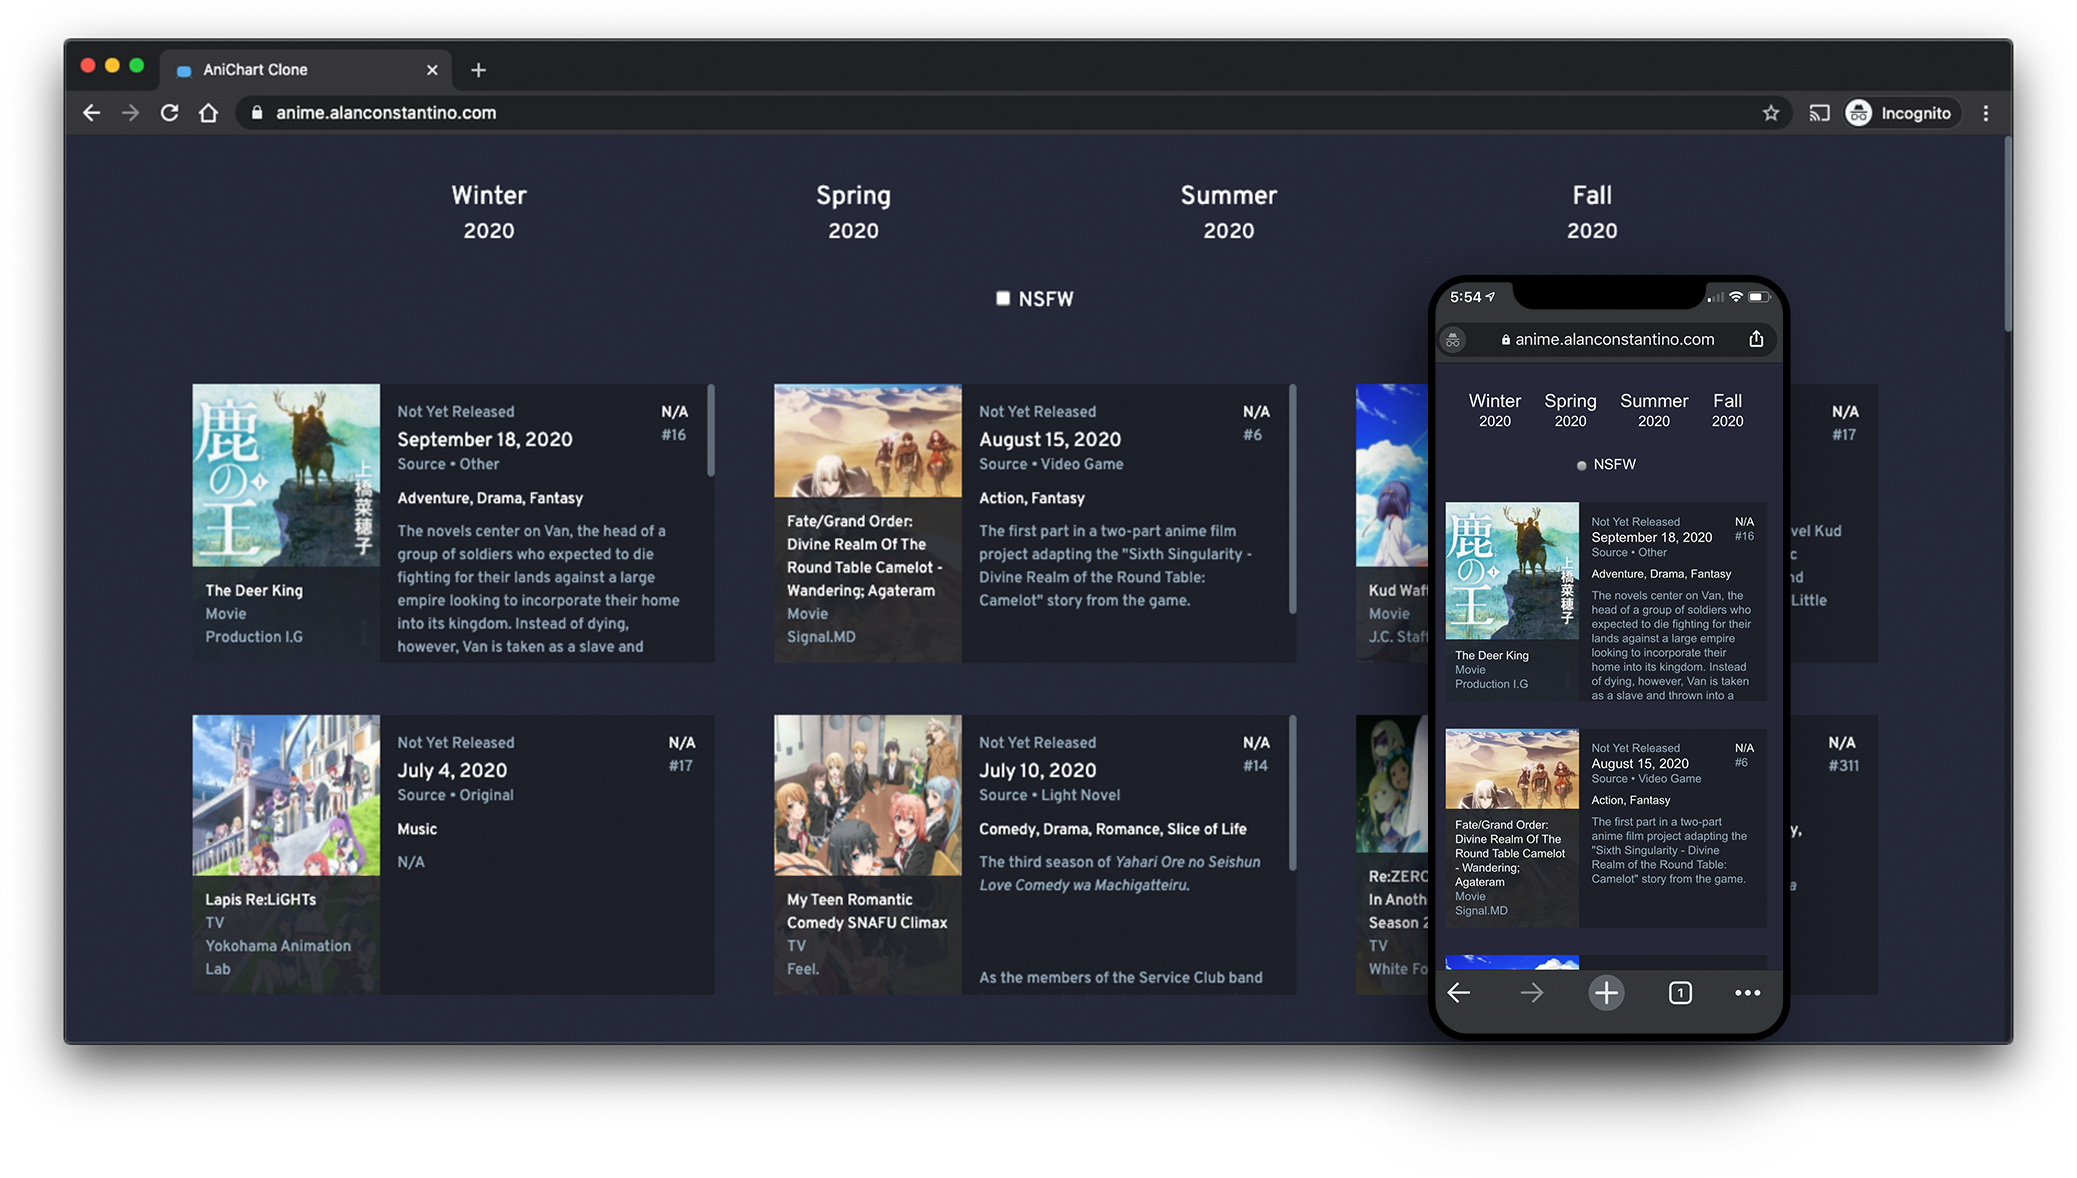 AniChart Clone
anime.alanconstantino.com
Incognito
Winter
2020
Spring
2020
Summer
2020
Fall
2020
NSFW
鹿の王
1
上橋菜穂子
The Deer King
Movie
Production I.G
Not Yet Released
September 18, 2020
Source • Other
N/A
#16
Adventure, Drama, Fantasy
The novels center on Van, the head of a
group of soldiers who expected to die
fighting for their lands against a large
empire looking to incorporate their home
into its kingdom. Instead of dying,
however, Van is taken as a slave and
Fate/Grand Order:
Divine Realm Of The
Round Table Camelot -
Wandering; Agateram
Movie
Signal.MD
Not Yet Released
August 15, 2020
Source • Video Game
N/A
#6
Action, Fantasy
The first part in a two-part anime film
project adapting the "Sixth Singularity -
Divine Realm of the Round Table:
Camelot" story from the game.
Kud Waf
Movie
J.C. Staf
N/A
#17
vel Kud
c
nd
Little
Lapis Re:LiGHTs
TV
Yokohama Animation
Lab
Not Yet Released
July 4, 2020
Source • Original
N/A
#17
Music
N/A
My Teen Romantic
Comedy SNAFU Climax
TV
Feel.
Not Yet Released
July 10, 2020
Source • Light Novel
N/A
#14
Comedy, Drama, Romance, Slice of Life
The third season of Yahari Ore no Seishun
Love Comedy wa Machigatteiru.
As the members of the Service Club band
Re:ZERO
In Anoth
Season 2
TV
White Fo
N/A
#311
y,
a
5:54
anime.alanconstantino.com
Winter
2020
Spring
2020
Summer
2020
Fall
2020
NSFW
鹿の王
1
上橋菜穂子
The Deer King
Movie
Production I.G
Not Yet Released
September 18, 2020
Source • Other
N/A
#16
Adventure, Drama, Fantasy
The novels center on Van, the
head of a group of soldiers who
expected to die fighting for their
lands against a large empire
looking to incorporate their
home into its kingdom. Instead
of dying, however, Van is taken
as a slave and thrown into a
Fate/Grand Order:
Divine Realm Of The
Round Table Camelot
- Wandering;
Agateram
Movie
Signal.MD
Not Yet Released
August 15, 2020
Source • Video Game
N/A
#6
Action, Fantasy
The first part in a two-part
anime film project adapting the
"Sixth Singularity - Divine
Realm of the Round Table:
Camelot" story from the game.
1